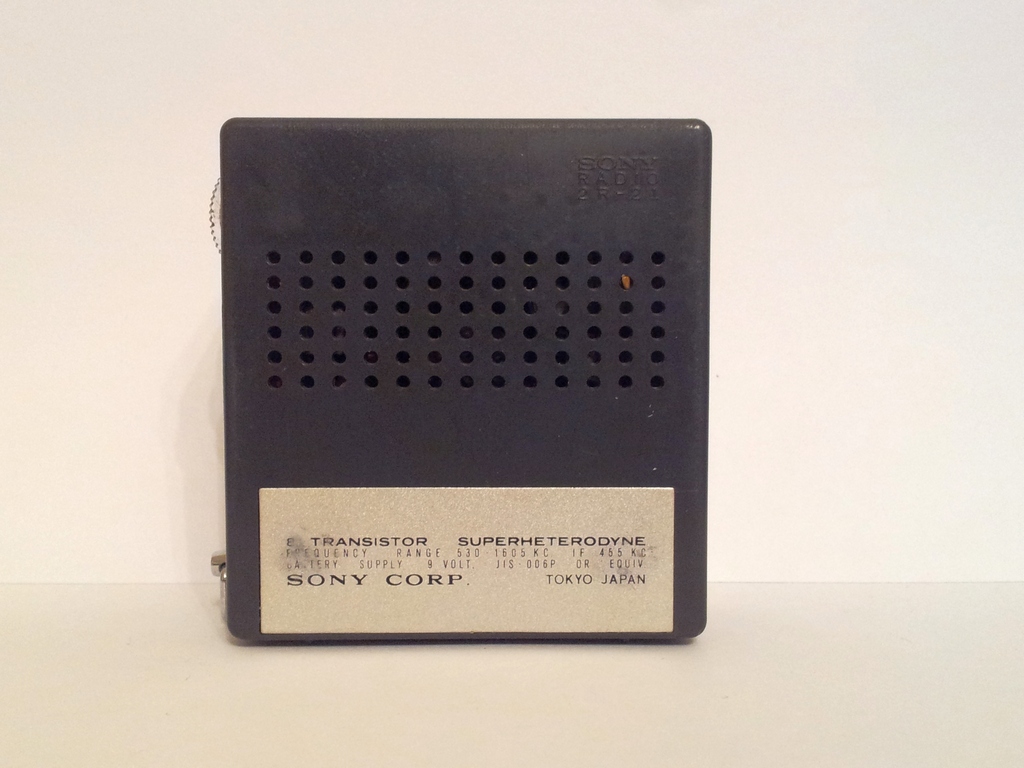 SONY
RADIO
2R-21
8 TRANSISTOR SUPERHETERODYNE
FREQUENCY RANGE 530-1605 KC IF 455 KC
BATTERY SUPPLY 9 VOLT. JIS-006P OR EQUIV
SONY CORP. TOKYO JAPAN